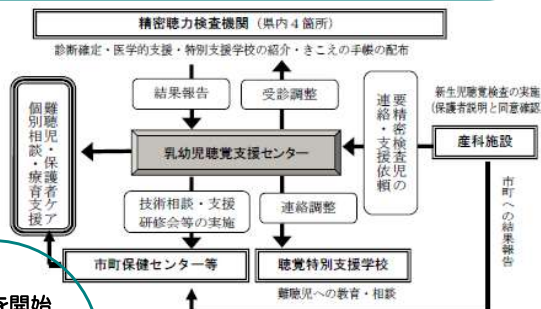 精密聴力検査機関(県内4箇所)
診断確定・医学的支援・特別支援学校の紹介・きこえの手帳の配布
結果報告
受診調整
難聴児・保護者ケア
個別相談・療育支援
乳幼児聴覚支援センター
要精密検査児の
連絡・支援依頼
新生児聴覚検査の実施
(保護者説明と同意確認
産科施設
技術相談・支援
研修会等の実施
連絡調整
市町への結果報告
市町保健センター等
聴覚特別支援学校
難聴児への教育・相談
を開始